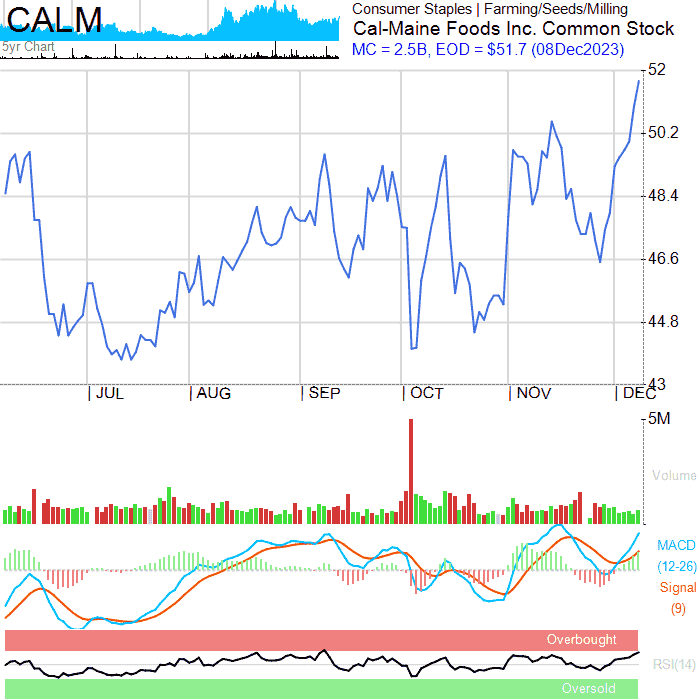 CALM
5yr Chart
Consumer Staples | Farming/Seeds/Milling
Cal-Maine Foods Inc. Common Stock
MC = 2.5B, EOD = $51.7 (08Dec2023)
52
50.2
48.4
46.6
44.8
43
JUL
AUG
SEP
OCT
NOV
DEC
5M
Volume
MACD
(12-26)
Signal
(9)
Overbought
RSI(14)
Oversold